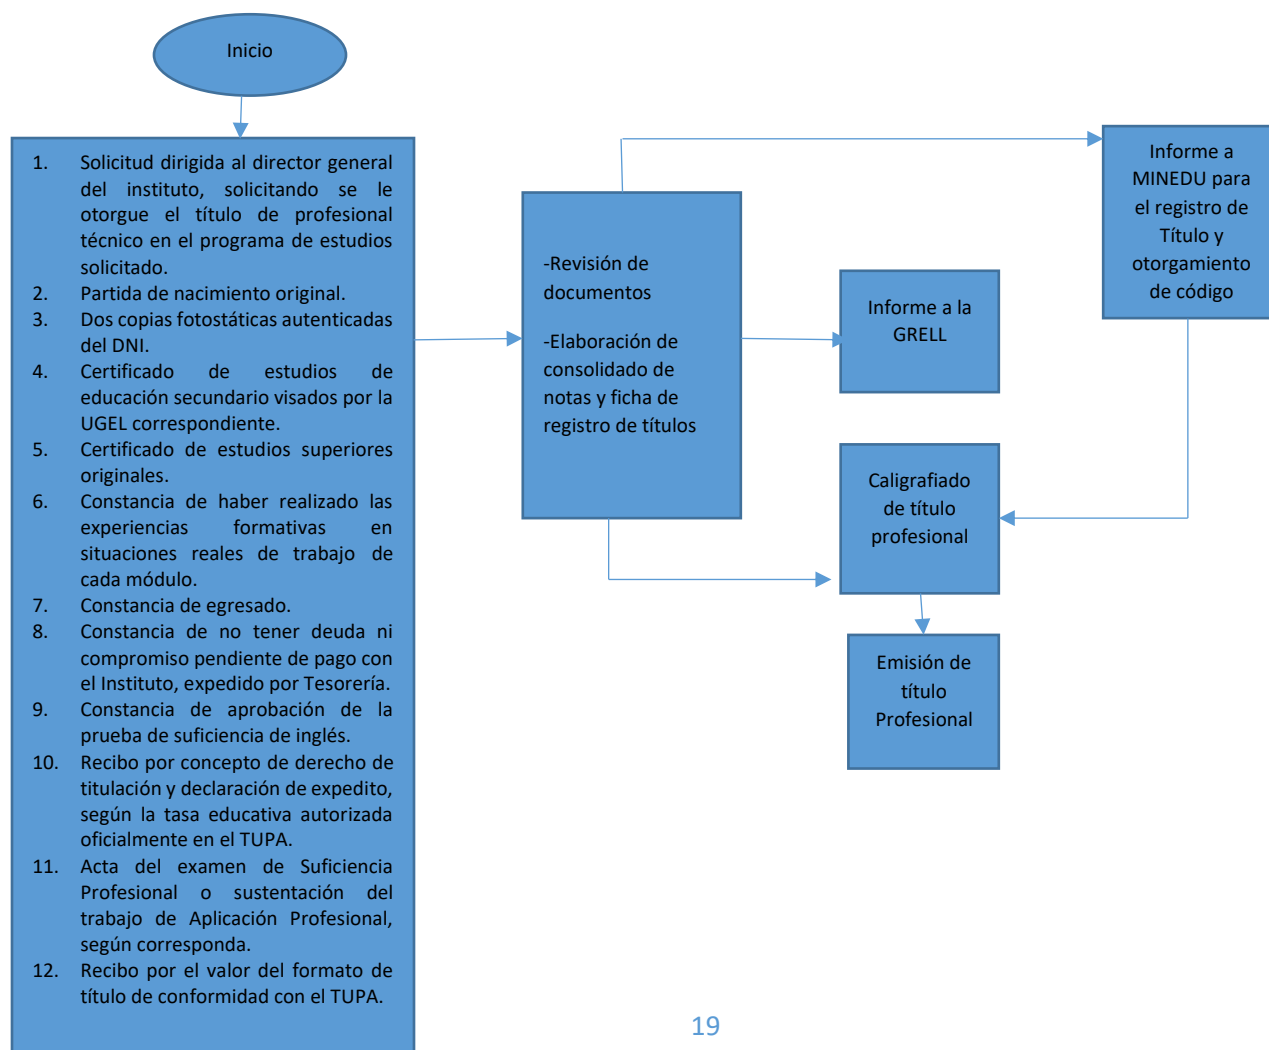 Inicio
1. Solicitud dirigida al director general
del instituto, solicitando se le
otorgue el título de profesional
técnico en el programa de estudios
solicitado.
2. Partida de nacimiento original.
3. Dos copias fotostáticas autenticadas
del DNI.
4. Certificado de estudios de
educación secundario visados por la
UGEL correspondiente.
5. Certificado de estudios superiores
originales.
6. Constancia de haber realizado las
experiencias formativas en
situaciones reales de trabajo de
cada módulo.
7. Constancia de egresado.
8. Constancia de no tener deuda ni
compromiso pendiente de pago con
el Instituto, expedido por Tesorería.
9. Constancia de aprobación de la
prueba de suficiencia de inglés.
10. Recibo por concepto de derecho de
titulación y declaración de expedito,
según la tasa educativa autorizada
oficialmente en el TUPA.
11. Acta del examen de Suficiencia
Profesional o sustentación del
trabajo de Aplicación Profesional,
según corresponda.
12. Recibo por el valor del formato de
título de conformidad con el TUPA.
-Revisión de
documentos
-Elaboración de
consolidado de
notas y ficha de
registro de títulos
Informe a
MINEDU para
el registro de
Título y
otorgamiento
de código
Informe a la
GRELL
Caligrafiado
de título
profesional
Emisión de
título
Profesional
19